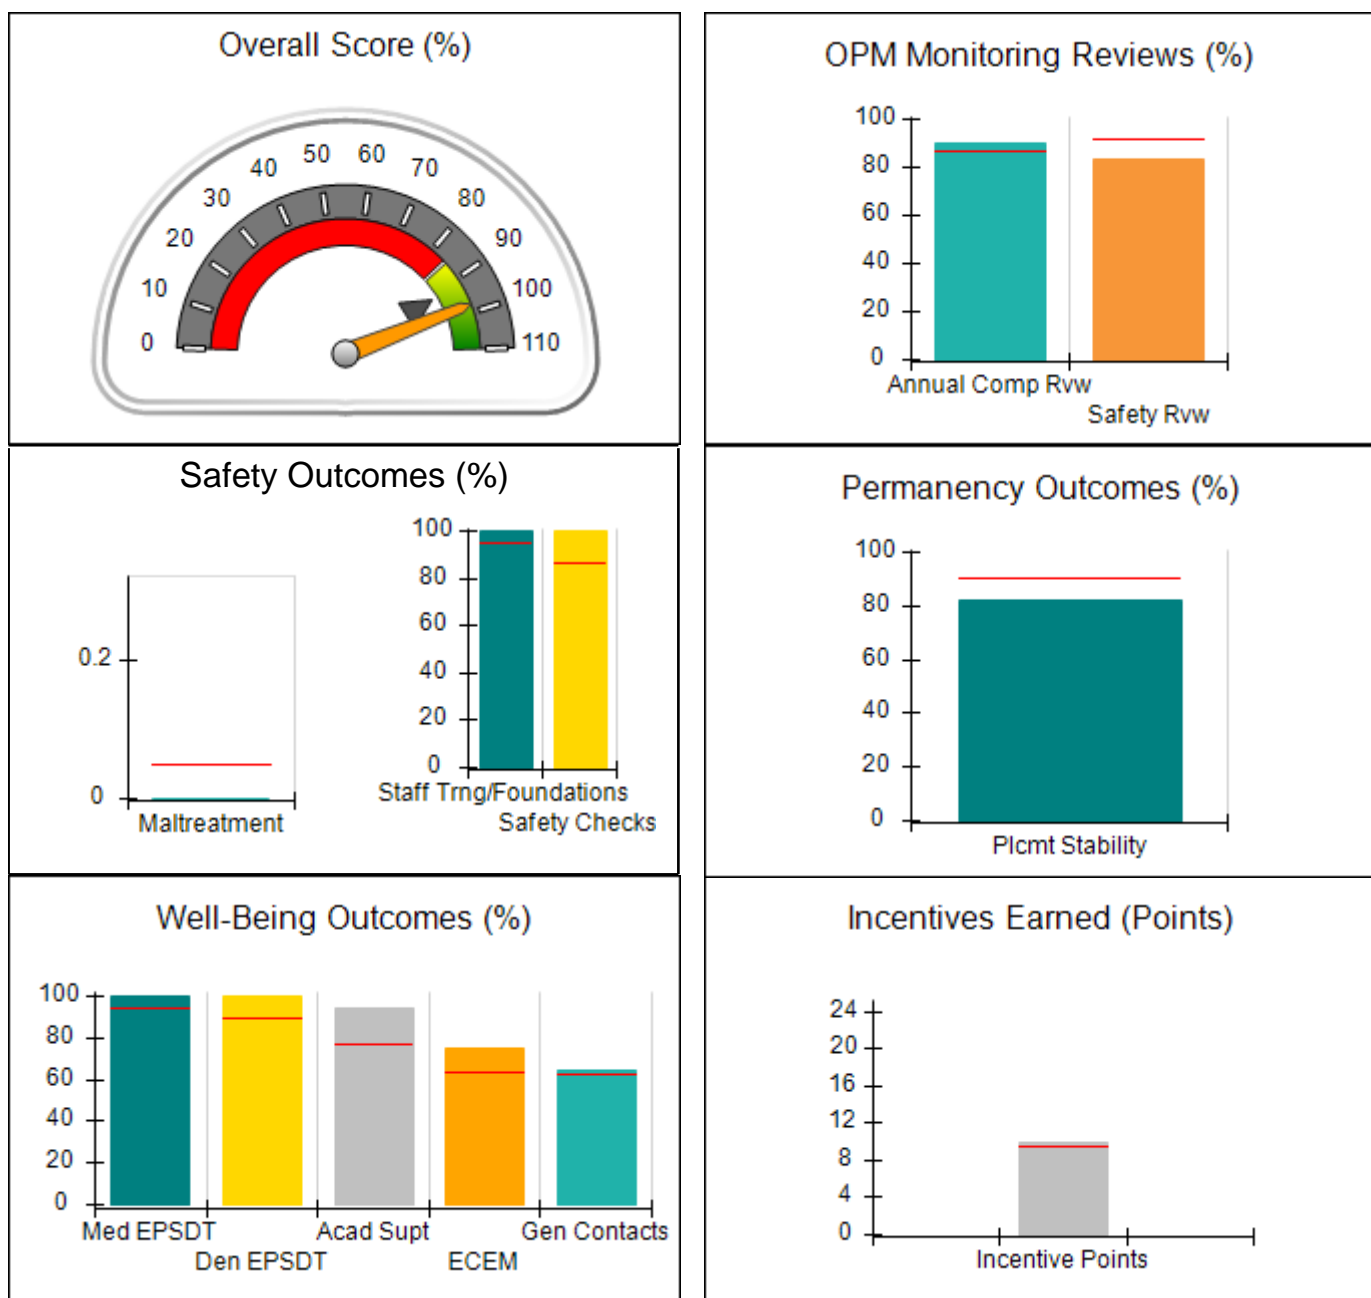 Overall Score (%)
0
10
20
30
40
50
60
70
80
90
100
110
OPM Monitoring Reviews (%)
100
80
60
40
20
0
Annual Comp Rvw
Safety Rvw
Safety Outcomes (%)
0.2
0
Maltreatment
100
80
60
40
20
0
Staff Trng/Foundations
Safety Checks
Permanency Outcomes (%)
100
80
60
40
20
0
Plcmt Stability
Well-Being Outcomes (%)
100
80
60
40
20
0
Med EPSDT
Den EPSDT
Acad Supt
ECEM
Gen Contacts
Incentives Earned (Points)
24
20
16
12
8
4
0
Incentive Points